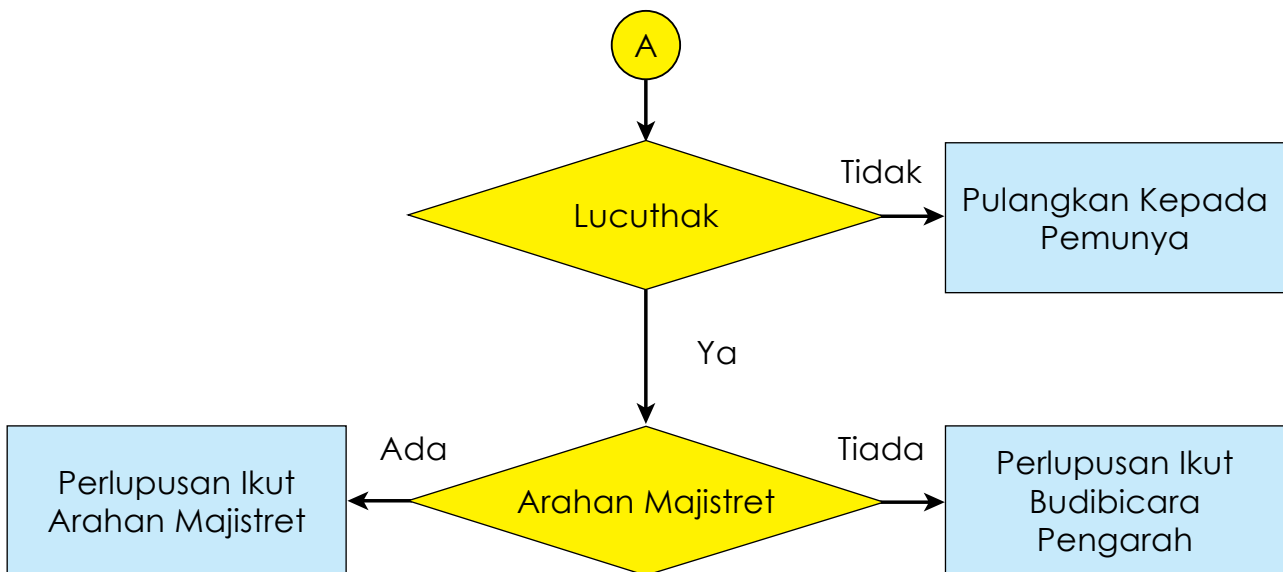 A
Tidak
Lucuthak
Pulangkan Kepada
Pemunya
Ya
Ada
Tiada
Perlupusan Ikut
Arahan Majistret
Arahan Majistret
Perlupusan Ikut
Budibicara
Pengarah